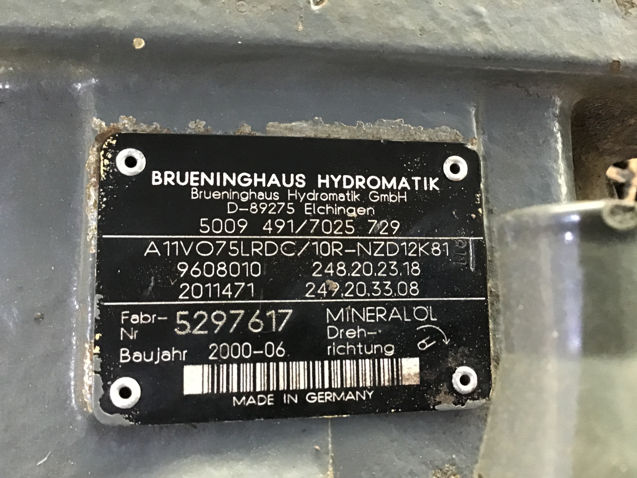 BRUENINGHAUS HYDROMATIK
Brueninghaus Hydromatik GmbH
D-89275 Elchingen
5009 491/7025 729
A11VO75LRDC/10R-NZD12K81
9608010 248.20.23.18
2011471 249.20.33.08
Fabr-Nr 5297617 MINERALÖL
Baujahr 2000-06 Dreh-richtung
MADE IN GERMANY